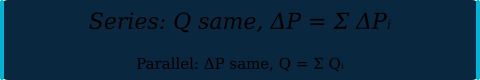 Series: Q same, ΔP = Σ ΔPᵢ
Parallel: ΔP same, Q = Σ Qᵢ